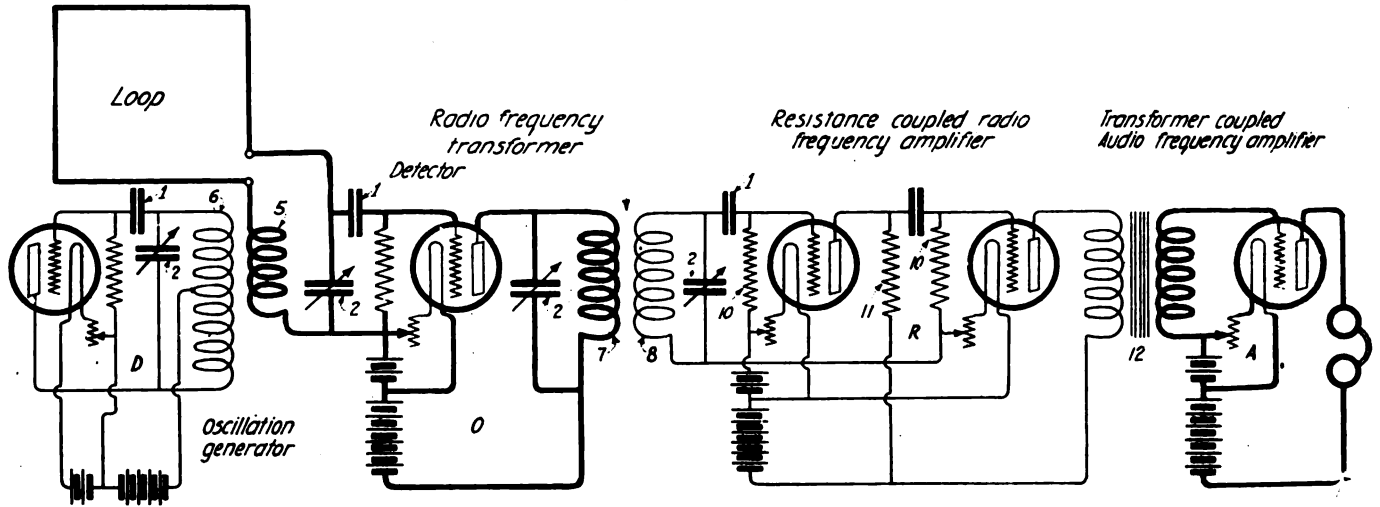 Loop
Radio frequency
transformer
Detector
Resistance coupled radio
frequency amplifier
Transformer coupled
Audio frequency amplifier
1
6
5
1
1
2
2
2
2
10
10
11
7
8
12
D
O
R
A
Oscillation
generator